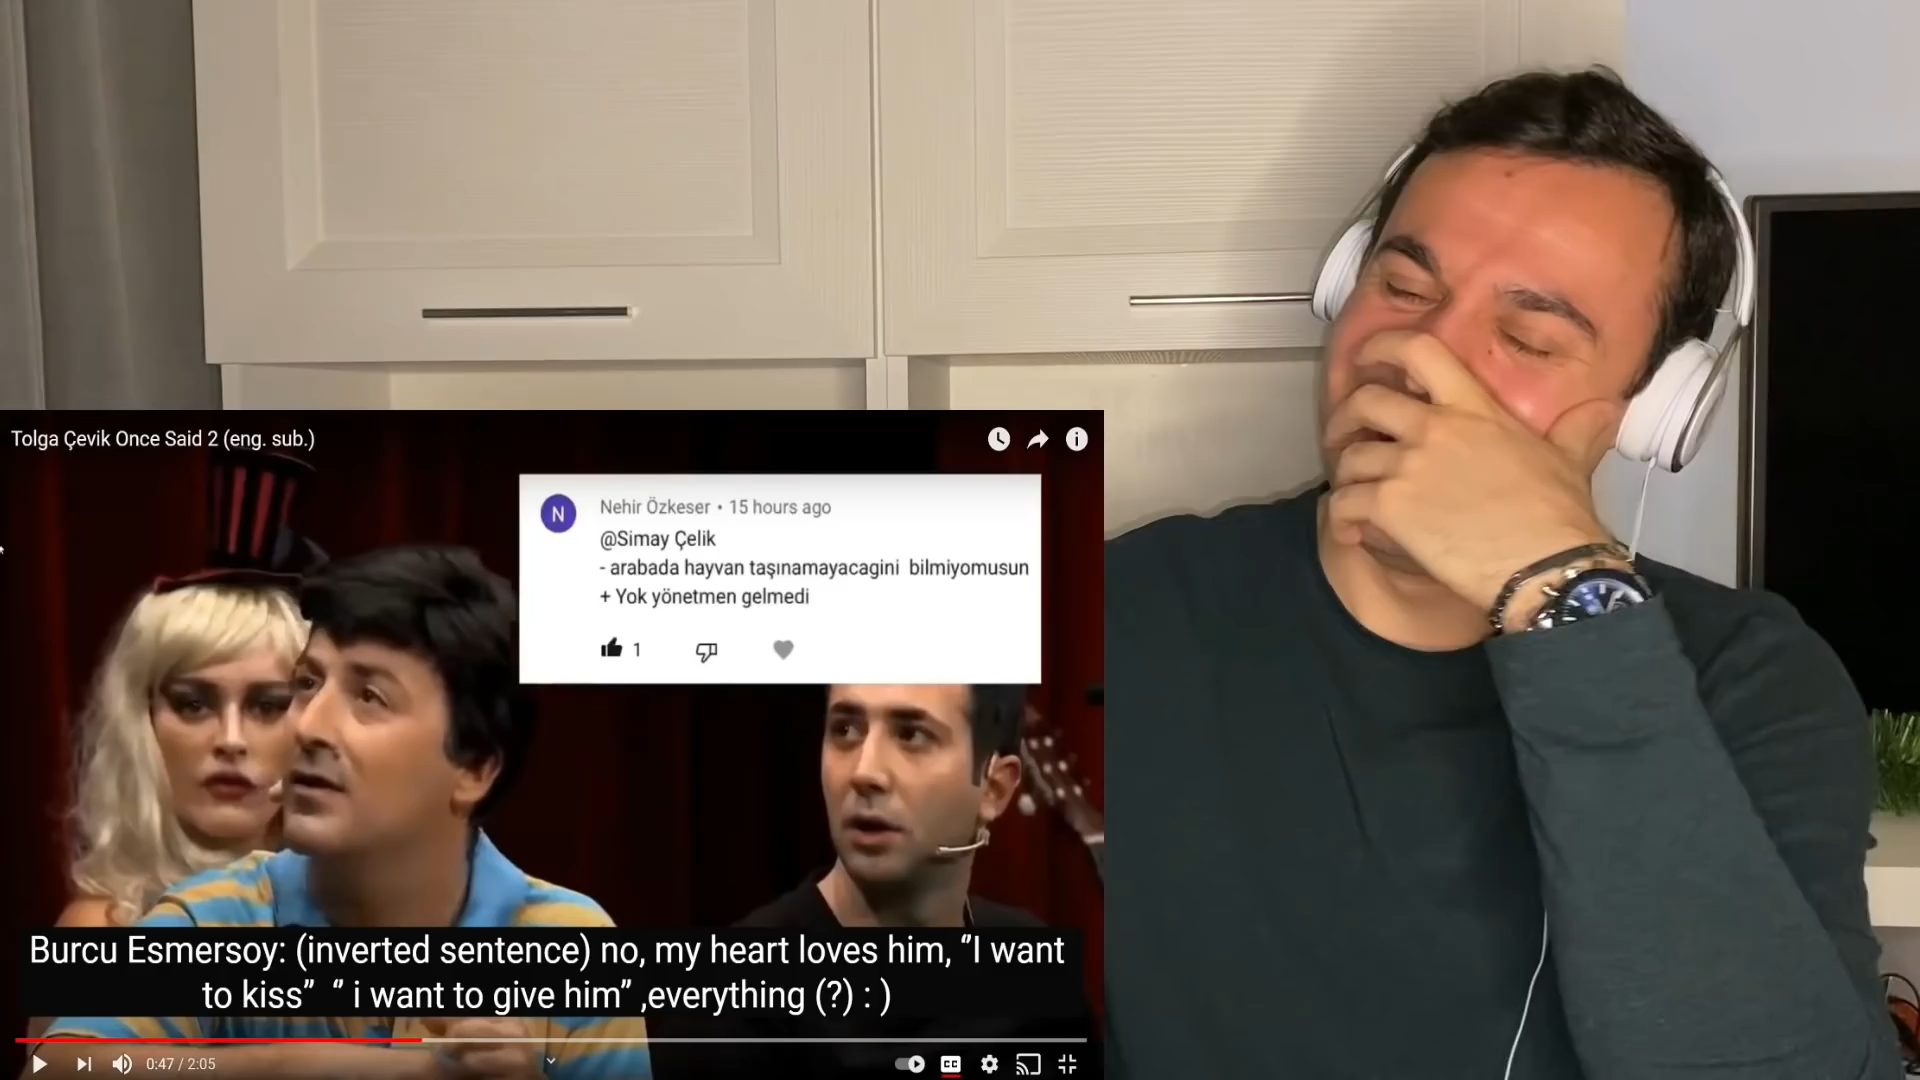 Tolga Çevik Once Said 2 (eng. sub.)
N
Nehir Özkeser • 15 hours ago
@Simay Çelik
- arabada hayvan taşınamayacagini bilmiyomusun
+ Yok yönetmen gelmedi
1
Burcu Esmersoy: (inverted sentence) no, my heart loves him, “I want
to kiss” “ i want to give him” ,everything (?) : )
0:47 / 2:05
CC